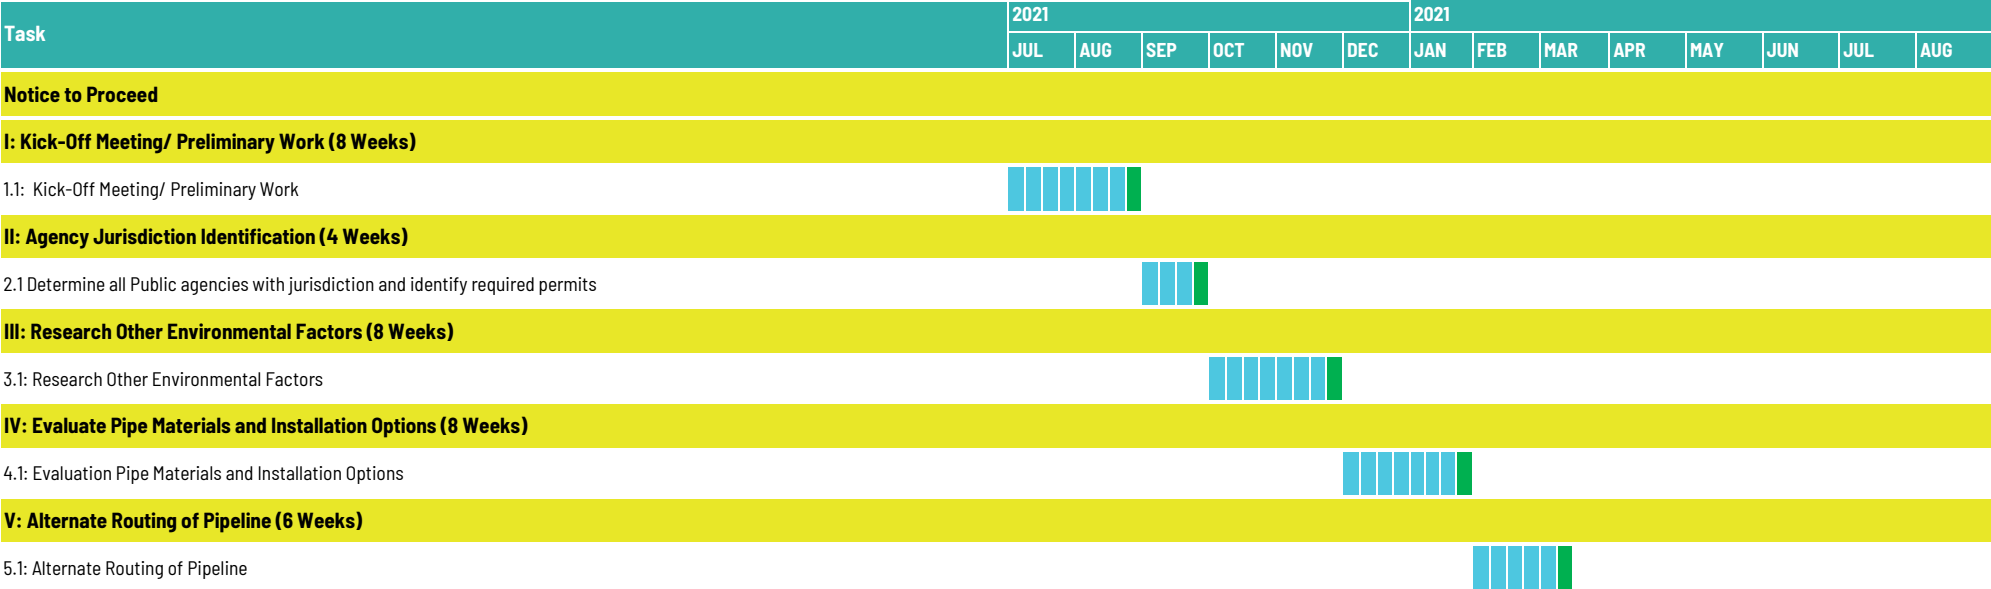 Task
2021 2021
JUL AUG SEP OCT NOV DEC JAN FEB MAR APR MAY JUN JUL AUG
Notice to Proceed
I: Kick-Off Meeting/ Preliminary Work (8 Weeks)
1.1: Kick-Off Meeting/ Preliminary Work
II: Agency Jurisdiction Identification (4 Weeks)
2.1 Determine all Public agencies with jurisdiction and identify required permits
III: Research Other Environmental Factors (8 Weeks)
3.1: Research Other Environmental Factors
IV: Evaluate Pipe Materials and Installation Options (8 Weeks)
4.1: Evaluation Pipe Materials and Installation Options
V: Alternate Routing of Pipeline (6 Weeks)
5.1: Alternate Routing of Pipeline